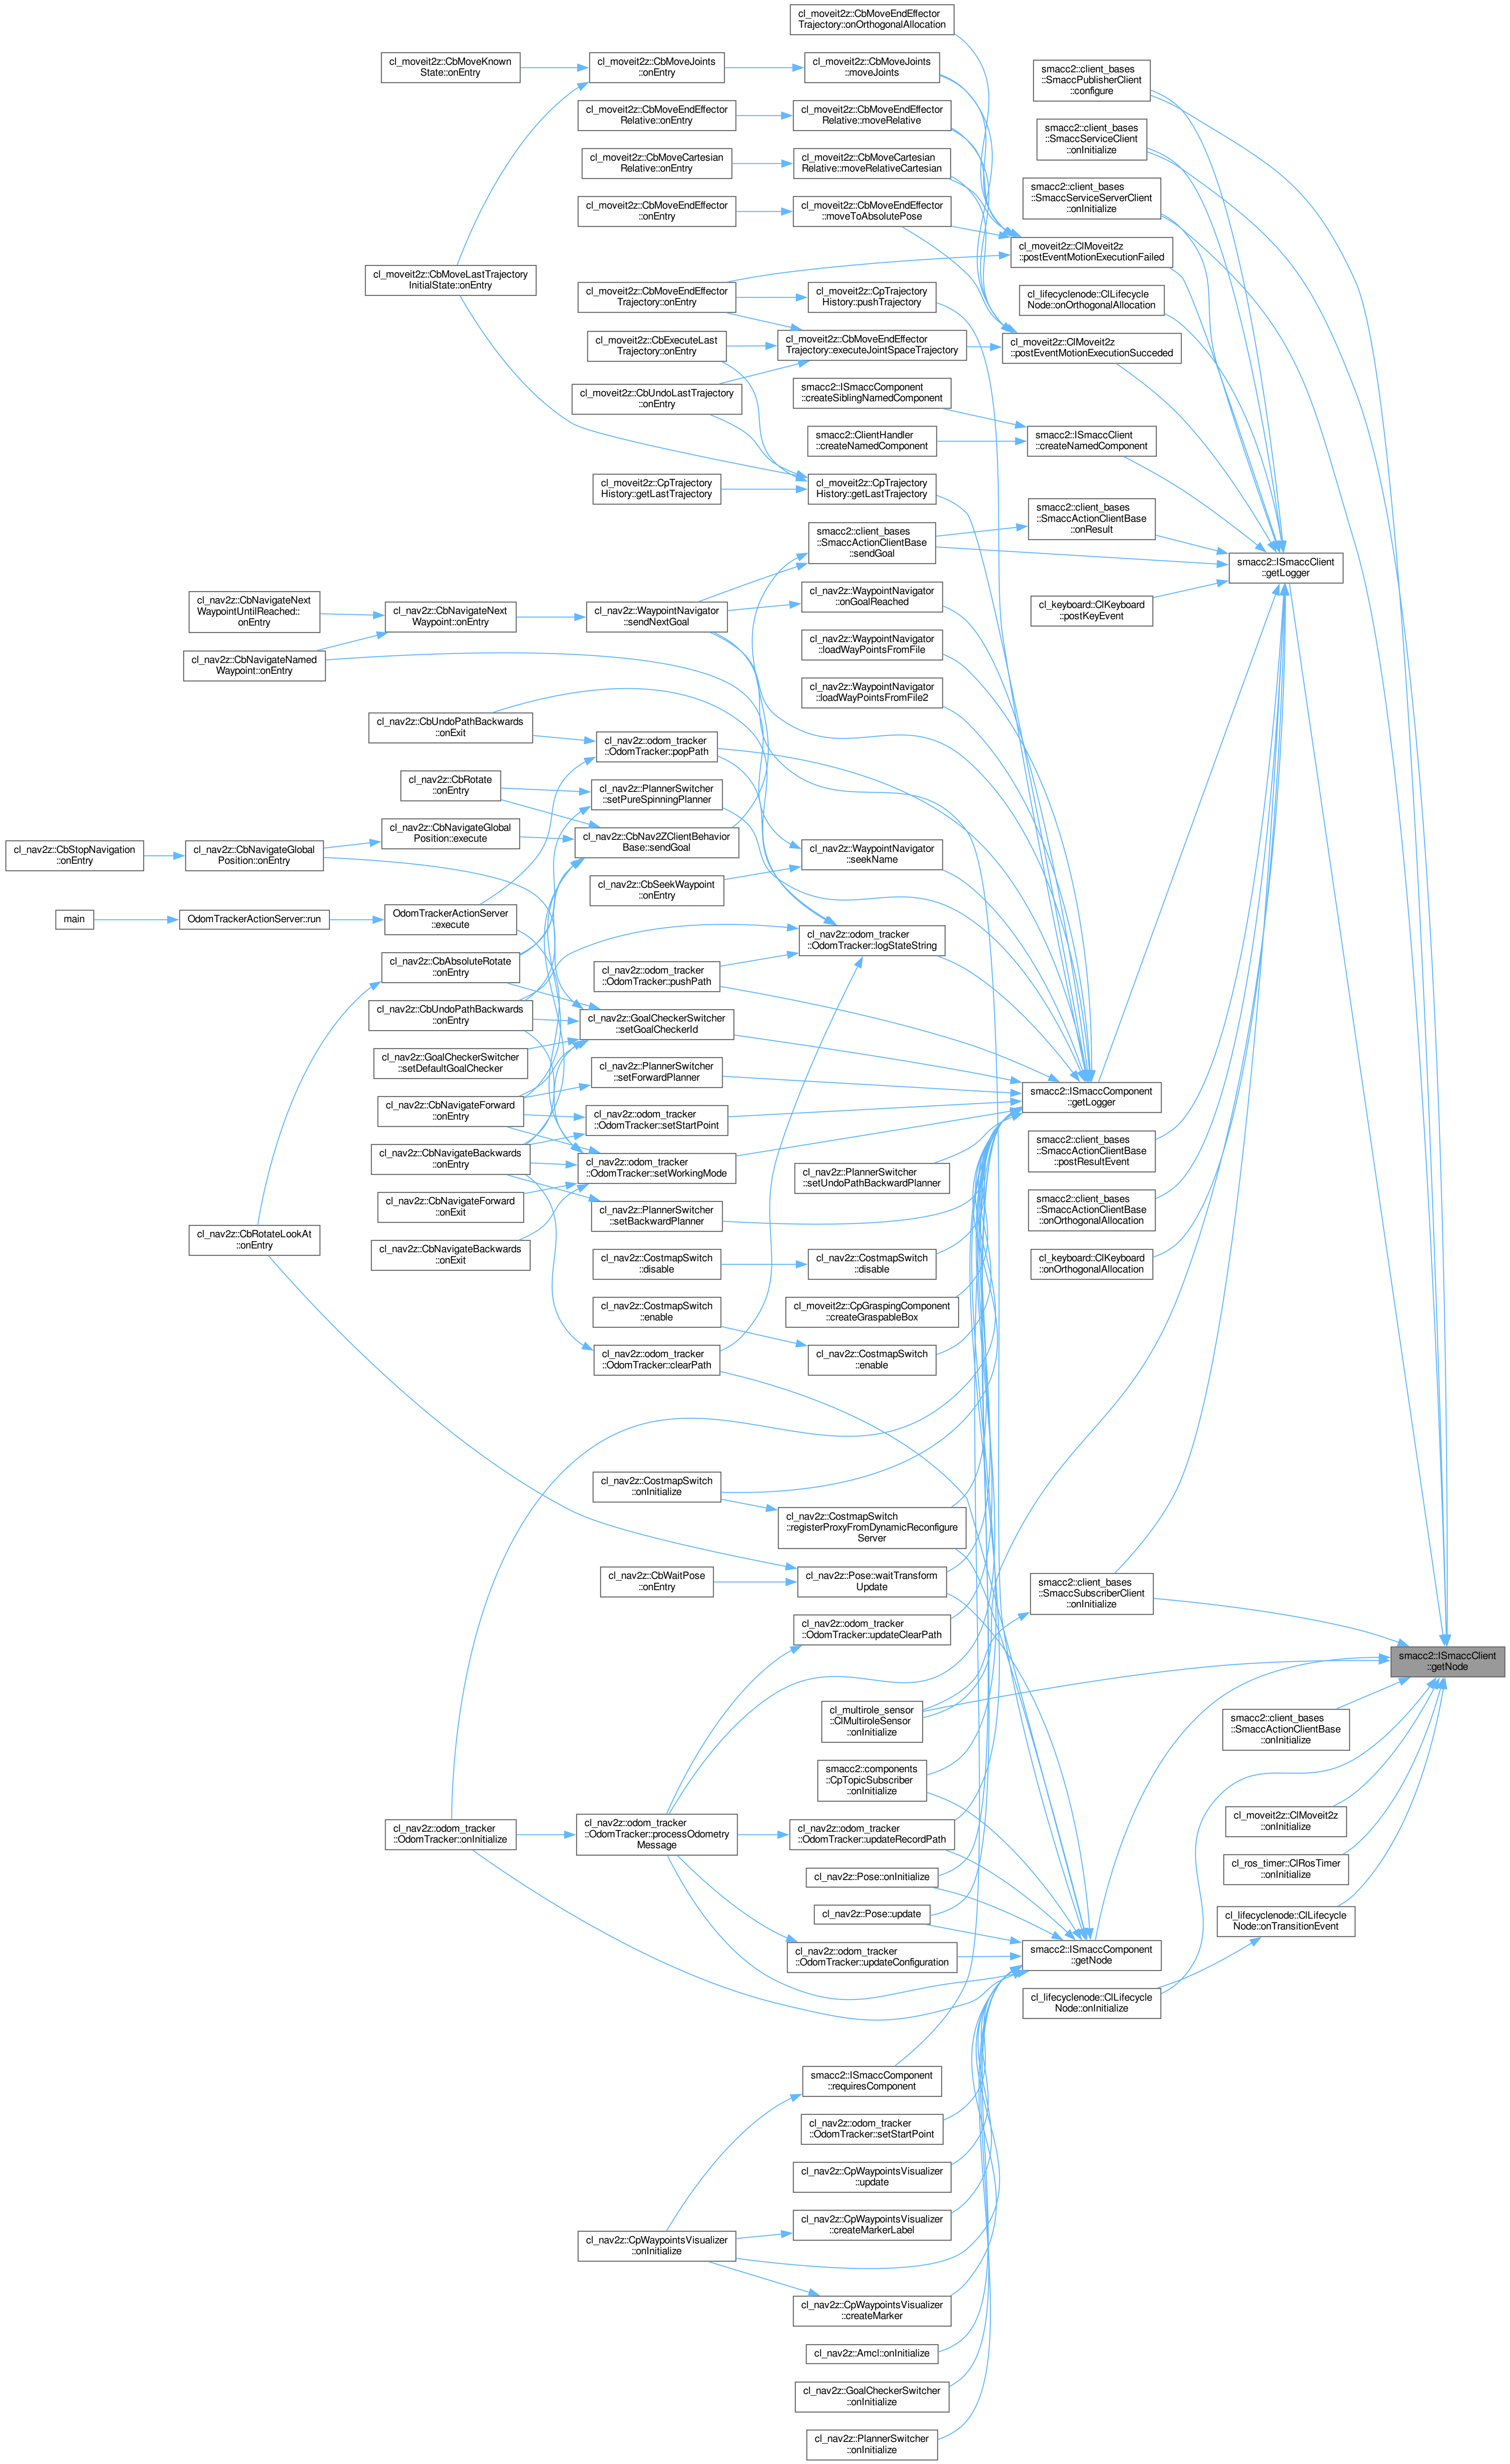 cl_moveit2z::CbMoveEndEffector
Trajectory::onOrthogonalAllocation
cl_moveit2z::CbMoveKnown
State::onEntry
cl_moveit2z::CbMoveJoints
::onEntry
cl_moveit2z::CbMoveJoints
::moveJoints
smacc2::client_bases
::SmaccPublisherClient
::configure
cl_moveit2z::CbMoveEndEffector
Relative::onEntry
cl_moveit2z::CbMoveEndEffector
Relative::moveRelative
smacc2::client_bases
::SmaccServiceClient
::onInitialize
cl_moveit2z::CbMoveCartesian
Relative::onEntry
cl_moveit2z::CbMoveCartesian
Relative::moveRelativeCartesian
smacc2::client_bases
::SmaccServiceServerClient
::onInitialize
cl_moveit2z::CbMoveEndEffector
::onEntry
cl_moveit2z::CbMoveEndEffector
::moveToAbsolutePose
cl_moveit2z::ClMoveit2z
::postEventMotionExecutionFailed
cl_moveit2z::CbMoveLastTrajectory
InitialState::onEntry
cl_moveit2z::CbMoveEndEffector
Trajectory::onEntry
cl_moveit2z::CpTrajectory
History::pushTrajectory
cl_lifecyclenode::ClLifecycle
Node::onOrthogonalAllocation
cl_moveit2z::CbExecuteLast
Trajectory::onEntry
cl_moveit2z::CbMoveEndEffector
Trajectory::executeJointSpaceTrajectory
cl_moveit2z::ClMoveit2z
::postEventMotionExecutionSucceded
cl_moveit2z::CbUndoLastTrajectory
::onEntry
smacc2::ISmaccComponent
::createSiblingNamedComponent
smacc2::ClientHandler
::createNamedComponent
smacc2::ISmaccClient
::createNamedComponent
cl_moveit2z::CpTrajectory
History::getLastTrajectory
cl_moveit2z::CpTrajectory
History::getLastTrajectory
smacc2::client_bases
::SmaccActionClientBase
::onResult
smacc2::client_bases
::SmaccActionClientBase
::sendGoal
smacc2::ISmaccClient
::getLogger
cl_nav2z::CbNavigateNext
WaypointUntilReached::
onEntry
cl_nav2z::CbNavigateNext
Waypoint::onEntry
cl_nav2z::WaypointNavigator
::sendNextGoal
cl_nav2z::WaypointNavigator
::onGoalReached
cl_keyboard::ClKeyboard
::postKeyEvent
cl_nav2z::CbNavigateNamed
Waypoint::onEntry
cl_nav2z::WaypointNavigator
::loadWayPointsFromFile
cl_nav2z::WaypointNavigator
::loadWayPointsFromFile2
cl_nav2z::CbUndoPathBackwards
::onExit
cl_nav2z::odom_tracker
::OdomTracker::popPath
cl_nav2z::CbRotate
::onEntry
cl_nav2z::PlannerSwitcher
::setPureSpinningPlanner
cl_nav2z::CbStopNavigation
::onEntry
cl_nav2z::CbNavigateGlobal
Position::onEntry
cl_nav2z::CbNavigateGlobal
Position::execute
cl_nav2z::CbNav2ZClientBehavior
Base::sendGoal
cl_nav2z::WaypointNavigator
::seekName
cl_nav2z::CbSeekWaypoint
::onEntry
main
OdomTrackerActionServer::run
OdomTrackerActionServer
::execute
cl_nav2z::odom_tracker
::OdomTracker::logStateString
cl_nav2z::CbAbsoluteRotate
::onEntry
cl_nav2z::odom_tracker
::OdomTracker::pushPath
cl_nav2z::CbUndoPathBackwards
::onEntry
cl_nav2z::GoalCheckerSwitcher
::setGoalCheckerId
cl_nav2z::GoalCheckerSwitcher
::setDefaultGoalChecker
cl_nav2z::PlannerSwitcher
::setForwardPlanner
smacc2::ISmaccComponent
::getLogger
cl_nav2z::CbNavigateForward
::onEntry
cl_nav2z::odom_tracker
::OdomTracker::setStartPoint
cl_nav2z::CbNavigateBackwards
::onEntry
cl_nav2z::odom_tracker
::OdomTracker::setWorkingMode
cl_nav2z::PlannerSwitcher
::setUndoPathBackwardPlanner
smacc2::client_bases
::SmaccActionClientBase
::postResultEvent
cl_nav2z::CbNavigateForward
::onExit
cl_nav2z::PlannerSwitcher
::setBackwardPlanner
smacc2::client_bases
::SmaccActionClientBase
::onOrthogonalAllocation
cl_nav2z::CbRotateLookAt
::onEntry
cl_nav2z::CbNavigateBackwards
::onExit
cl_nav2z::CostmapSwitch
::disable
cl_nav2z::CostmapSwitch
::disable
cl_keyboard::ClKeyboard
::onOrthogonalAllocation
cl_nav2z::CostmapSwitch
::enable
cl_moveit2z::CpGraspingComponent
::createGraspableBox
cl_nav2z::odom_tracker
::OdomTracker::clearPath
cl_nav2z::CostmapSwitch
::enable
cl_nav2z::CostmapSwitch
::onInitialize
cl_nav2z::CostmapSwitch
::registerProxyFromDynamicReconfigure
Server
cl_nav2z::CbWaitPose
::onEntry
cl_nav2z::Pose::waitTransform
Update
smacc2::client_bases
::SmaccSubscriberClient
::onInitialize
cl_nav2z::odom_tracker
::OdomTracker::updateClearPath
smacc2::ISmaccClient
::getNode
cl_multirole_sensor
::ClMultiroleSensor
::onInitialize
smacc2::client_bases
::SmaccActionClientBase
::onInitialize
smacc2::components
::CpTopicSubscriber
::onInitialize
cl_moveit2z::ClMoveit2z
::onInitialize
cl_nav2z::odom_tracker
::OdomTracker::onInitialize
cl_nav2z::odom_tracker
::OdomTracker::processOdometry
Message
cl_nav2z::odom_tracker
::OdomTracker::updateRecordPath
cl_ros_timer::ClRosTimer
::onInitialize
cl_nav2z::Pose::onInitialize
cl_nav2z::Pose::update
cl_lifecyclenode::ClLifecycle
Node::onTransitionEvent
cl_nav2z::odom_tracker
::OdomTracker::updateConfiguration
smacc2::ISmaccComponent
::getNode
cl_lifecyclenode::ClLifecycle
Node::onInitialize
smacc2::ISmaccComponent
::requiresComponent
cl_nav2z::odom_tracker
::OdomTracker::setStartPoint
cl_nav2z::CpWaypointsVisualizer
::update
cl_nav2z::CpWaypointsVisualizer
::createMarkerLabel
cl_nav2z::CpWaypointsVisualizer
::onInitialize
cl_nav2z::CpWaypointsVisualizer
::createMarker
cl_nav2z::Amcl::onInitialize
cl_nav2z::GoalCheckerSwitcher
::onInitialize
cl_nav2z::PlannerSwitcher
::onInitialize